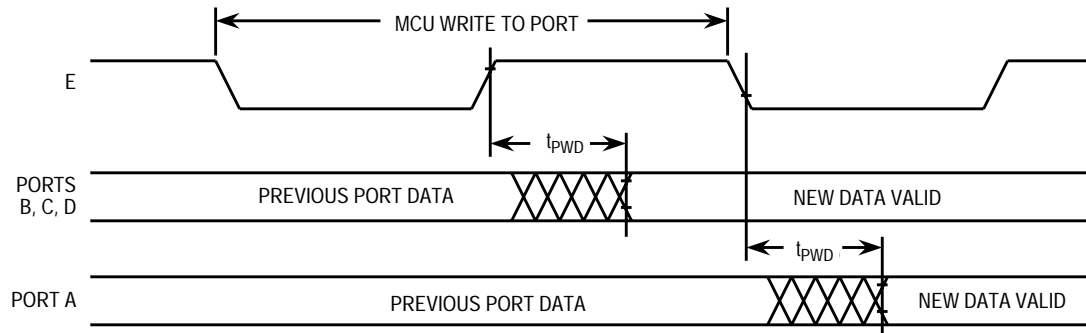 MCU WRITE TO PORT
E
tPWD
PORTS
B, C, D
PREVIOUS PORT DATA
NEW DATA VALID
tPWD
PORT A
PREVIOUS PORT DATA
NEW DATA VALID